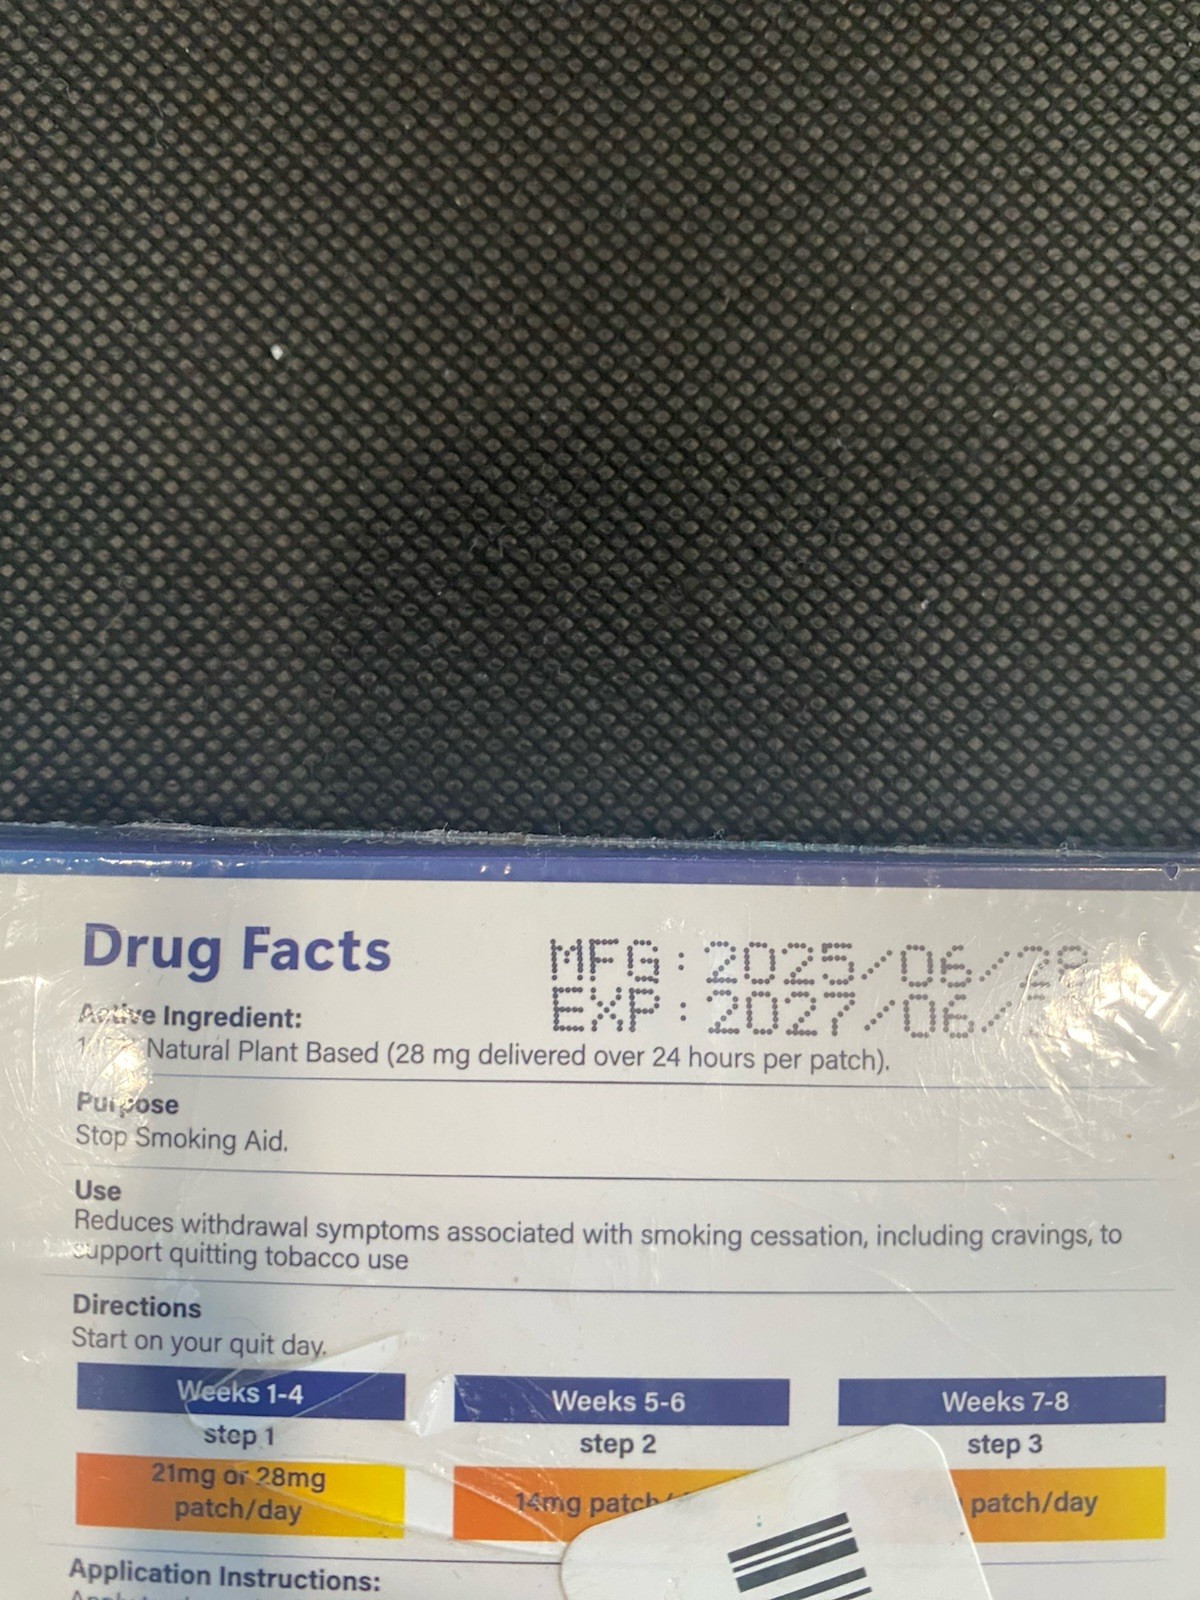 Drug Facts
MFG: 2025/06/28
EXP: 2027/06/
Active Ingredient:
Natural Plant Based (28 mg delivered over 24 hours per patch).
Purpose
Stop Smoking Aid.
Use
Reduces withdrawal symptoms associated with smoking cessation, including cravings, to
support quitting tobacco use
Directions
Start on your quit day.
Weeks 1-4
step 1
21mg or 28mg
patch/day
Weeks 5-6
step 2
14mg patch/
Weeks 7-8
step 3
patch/day
Application Instructions: